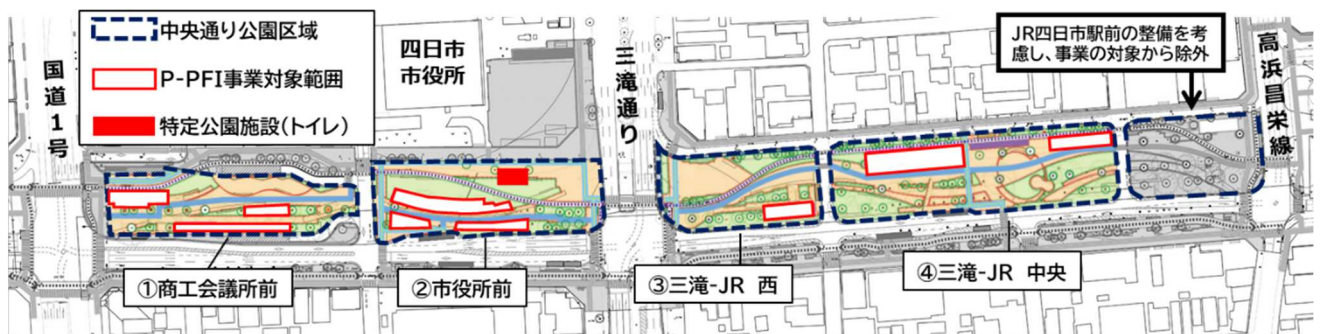 中央通り公園区域
P-PFI事業対象範囲
特定公園施設(トイレ)
国道1号
四日市
市役所
三滝通り
JR四日市駅前の整備を考
慮し、事業の対象から除外
高浜昌栄線
①商工会議所前
②市役所前
③三滝-JR 西
④三滝-JR 中央